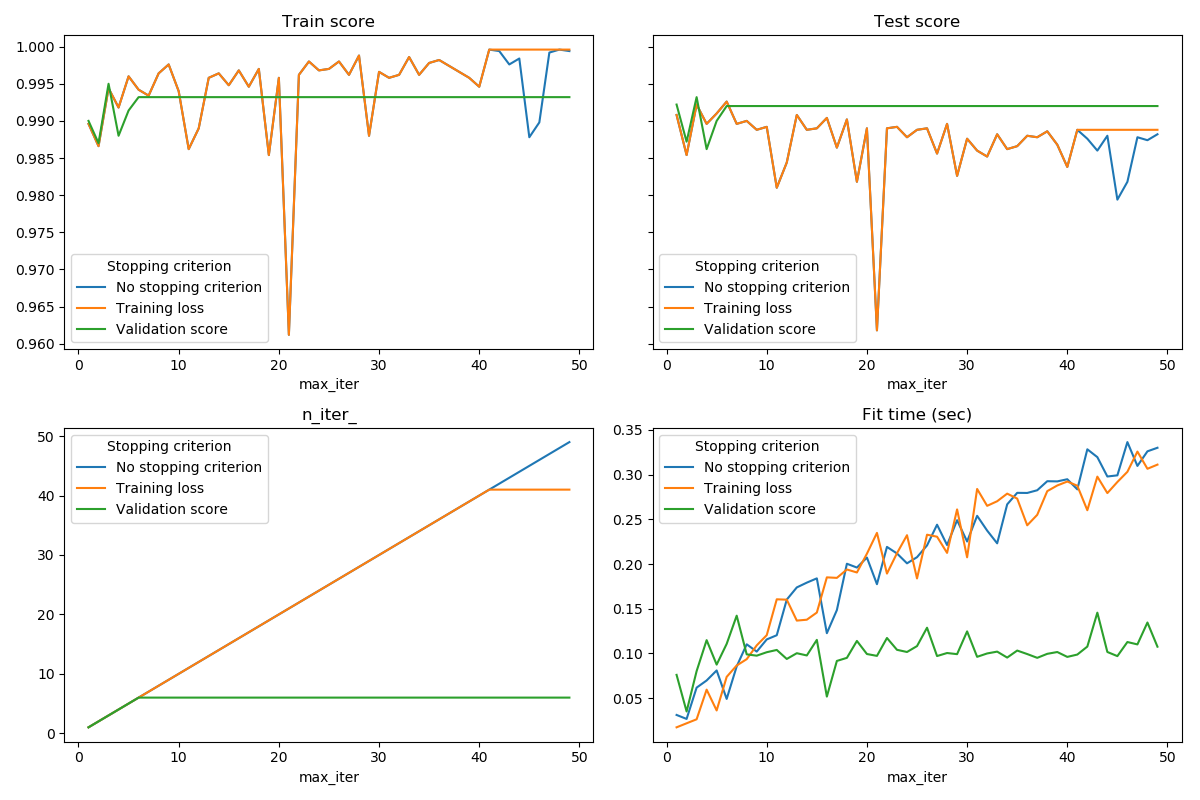 Train score
1.000
0.995
0.990
0.985
0.980
0.975
0.970
0.965
0.960
Stopping criterion
No stopping criterion
Training loss
Validation score
0 10 20 30 40 50
max_iter
Test score
Stopping criterion
No stopping criterion
Training loss
Validation score
0 10 20 30 40 50
max_iter
n_iter_
50
40
30
20
10
0
Stopping criterion
No stopping criterion
Training loss
Validation score
0 10 20 30 40 50
max_iter
Fit time (sec)
0.35
0.30
0.25
0.20
0.15
0.10
0.05
Stopping criterion
No stopping criterion
Training loss
Validation score
0 10 20 30 40 50
max_iter